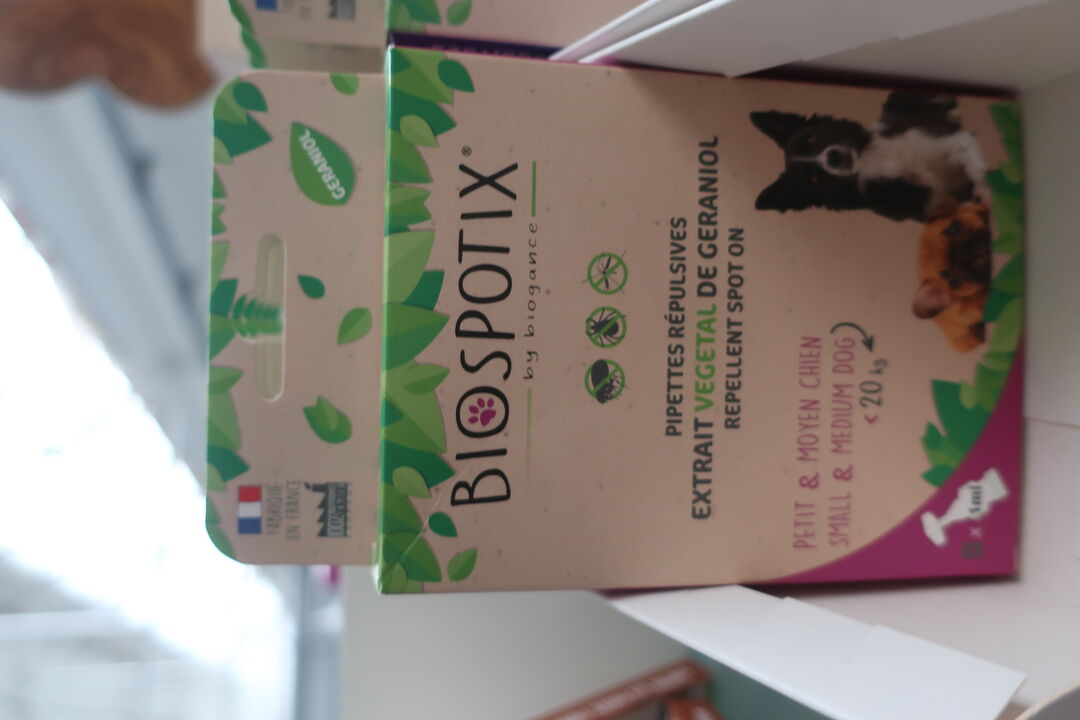 GERANIOL
FABRIQUÉ
EN FRANCE
BIOSPOTIX®
by biogance
PIPETTES RÉPULSIVES
EXTRAIT VEGETAL DE GERANIOL
REPELLENT SPOT ON
PETIT & MOYEN CHIEN
SMALL & MEDIUM DOG
< 20 kg
x 1ml